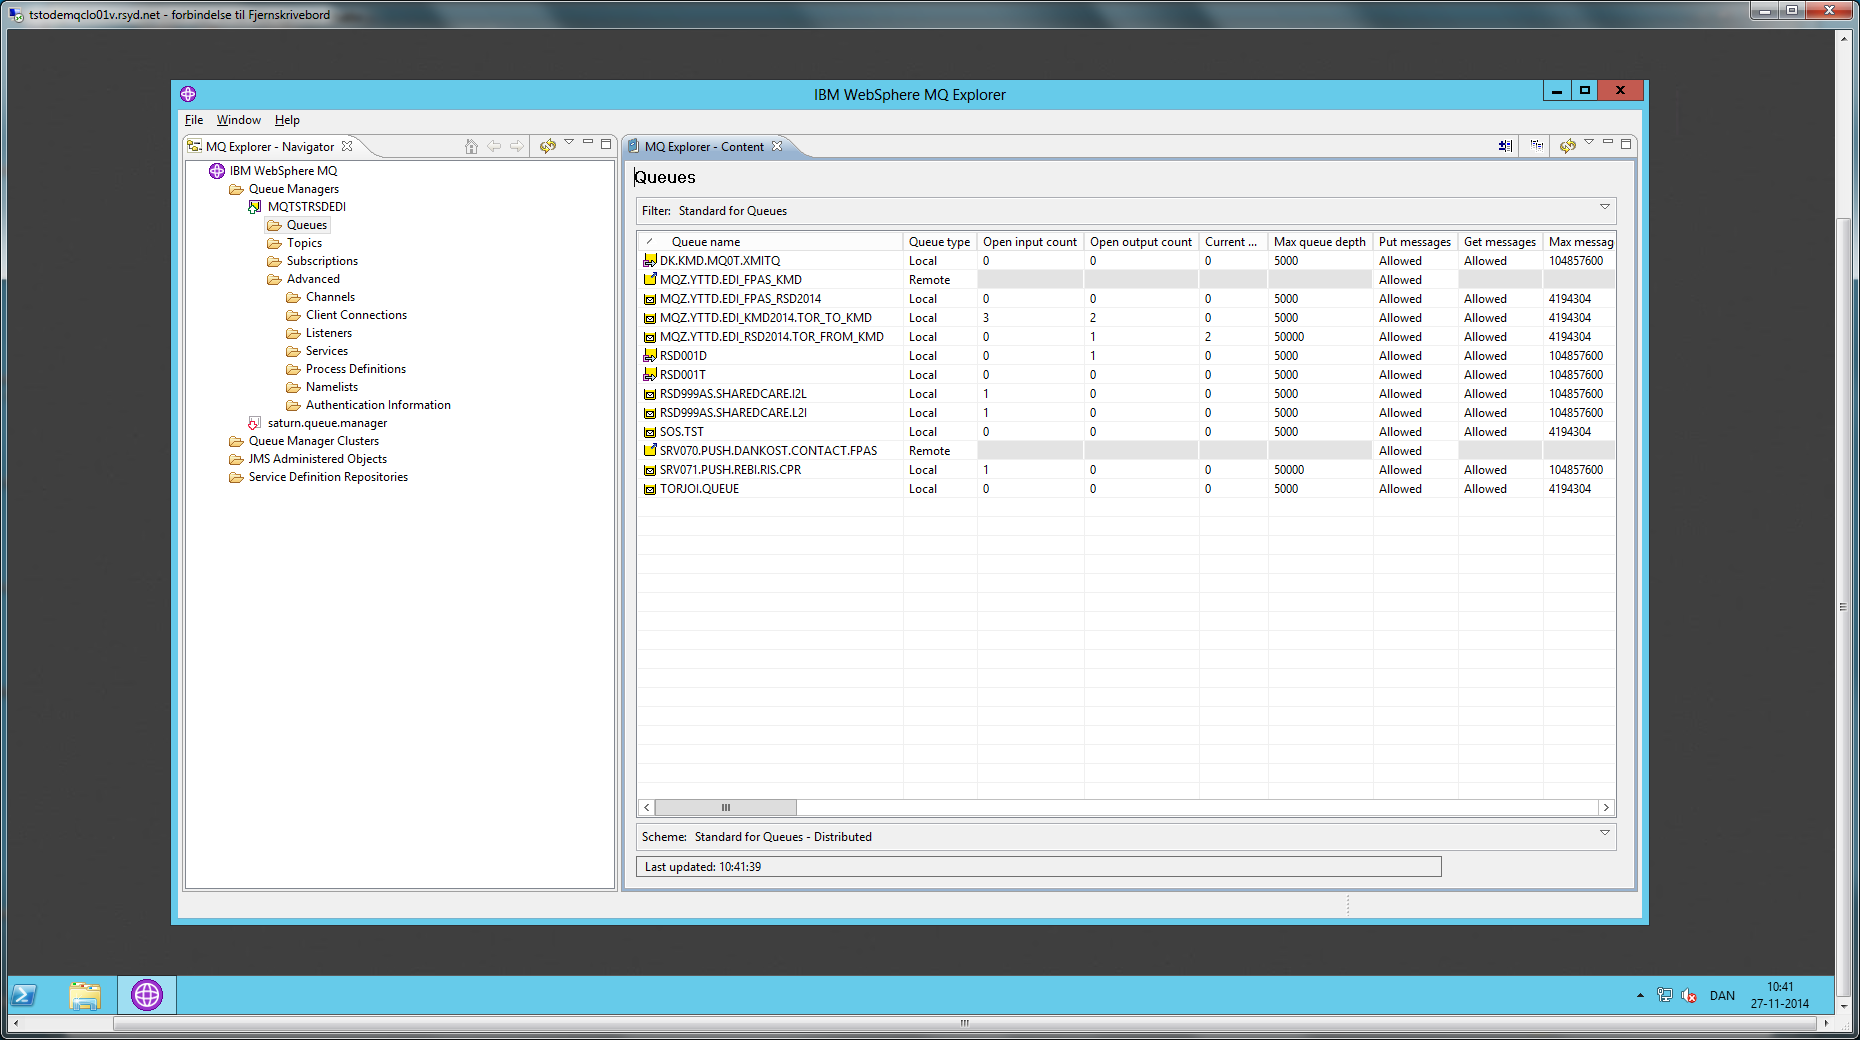 tstodemqclo01v.rsyd.net - forbindelse til Fjernskrivebord
IBM WebSphere MQ Explorer
File Window Help
MQ Explorer - Navigator
IBM WebSphere MQ
Queue Managers
MQTSTRSDEDI
Queues
Topics
Subscriptions
Advanced
Channels
Client Connections
Listeners
Services
Process Definitions
Namelists
Authentication Information
saturn.queue.manager
Queue Manager Clusters
JMS Administered Objects
Service Definition Repositories
MQ Explorer - Content
Queues
Filter: Standard for Queues
Queue name Queue type Open input count Open output count Current ... Max queue depth Put messages Get messages Max messag
DK.KMD.MQ0T.XMITQ Local 0 0 0 5000 Allowed Allowed 104857600
MQZ.YTTD.EDI_FPAS_KMD Remote Allowed
MQZ.YTTD.EDI_FPAS_RSD2014 Local 0 0 0 5000 Allowed Allowed 4194304
MQZ.YTTD.EDI_KMD2014.TOR_TO_KMD Local 3 2 0 5000 Allowed Allowed 4194304
MQZ.YTTD.EDI_RSD2014.TOR_FROM_KMD Local 0 1 2 50000 Allowed Allowed 4194304
RSD001D Local 0 1 0 5000 Allowed Allowed 104857600
RSD001T Local 0 0 0 5000 Allowed Allowed 104857600
RSD999AS.SHAREDCARE.I2L Local 1 0 0 5000 Allowed Allowed 104857600
RSD999AS.SHAREDCARE.L2I Local 1 0 0 5000 Allowed Allowed 104857600
SOS.TST Local 0 0 0 5000 Allowed Allowed 4194304
SRV070.PUSH.DANKOST.CONTACT.FPAS Remote Allowed
SRV071.PUSH.REBI.RIS.CPR Local 1 0 0 50000 Allowed Allowed 104857600
TORJOI.QUEUE Local 0 0 0 5000 Allowed Allowed 4194304
Scheme: Standard for Queues - Distributed
Last updated: 10:41:39
DAN
10:41
27-11-2014